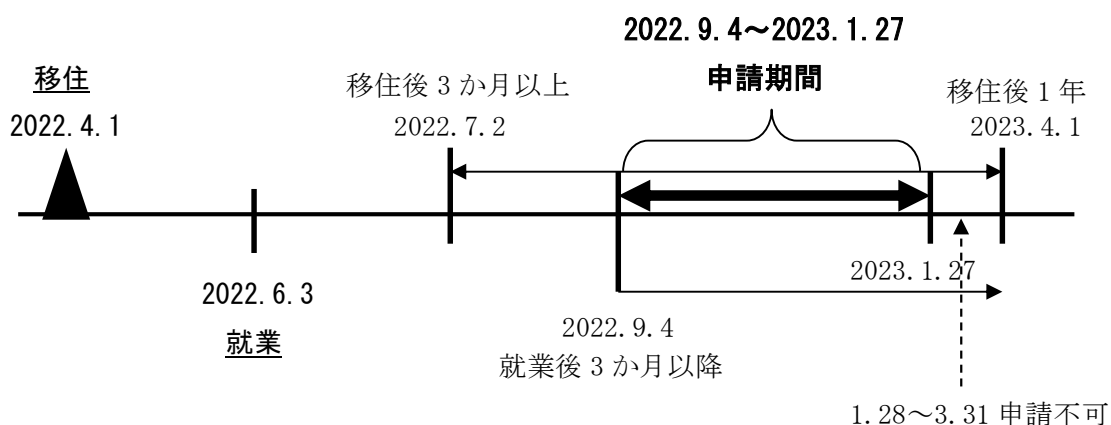 2022.9.4～2023.1.27
申請期間
移住
2022.4.1
移住後 3 か月以上
2022.7.2
移住後 1 年
2023.4.1
2022.6.3
就業
2023.1.27
2022.9.4
就業後 3 か月以降
1.28～3.31 申請不可